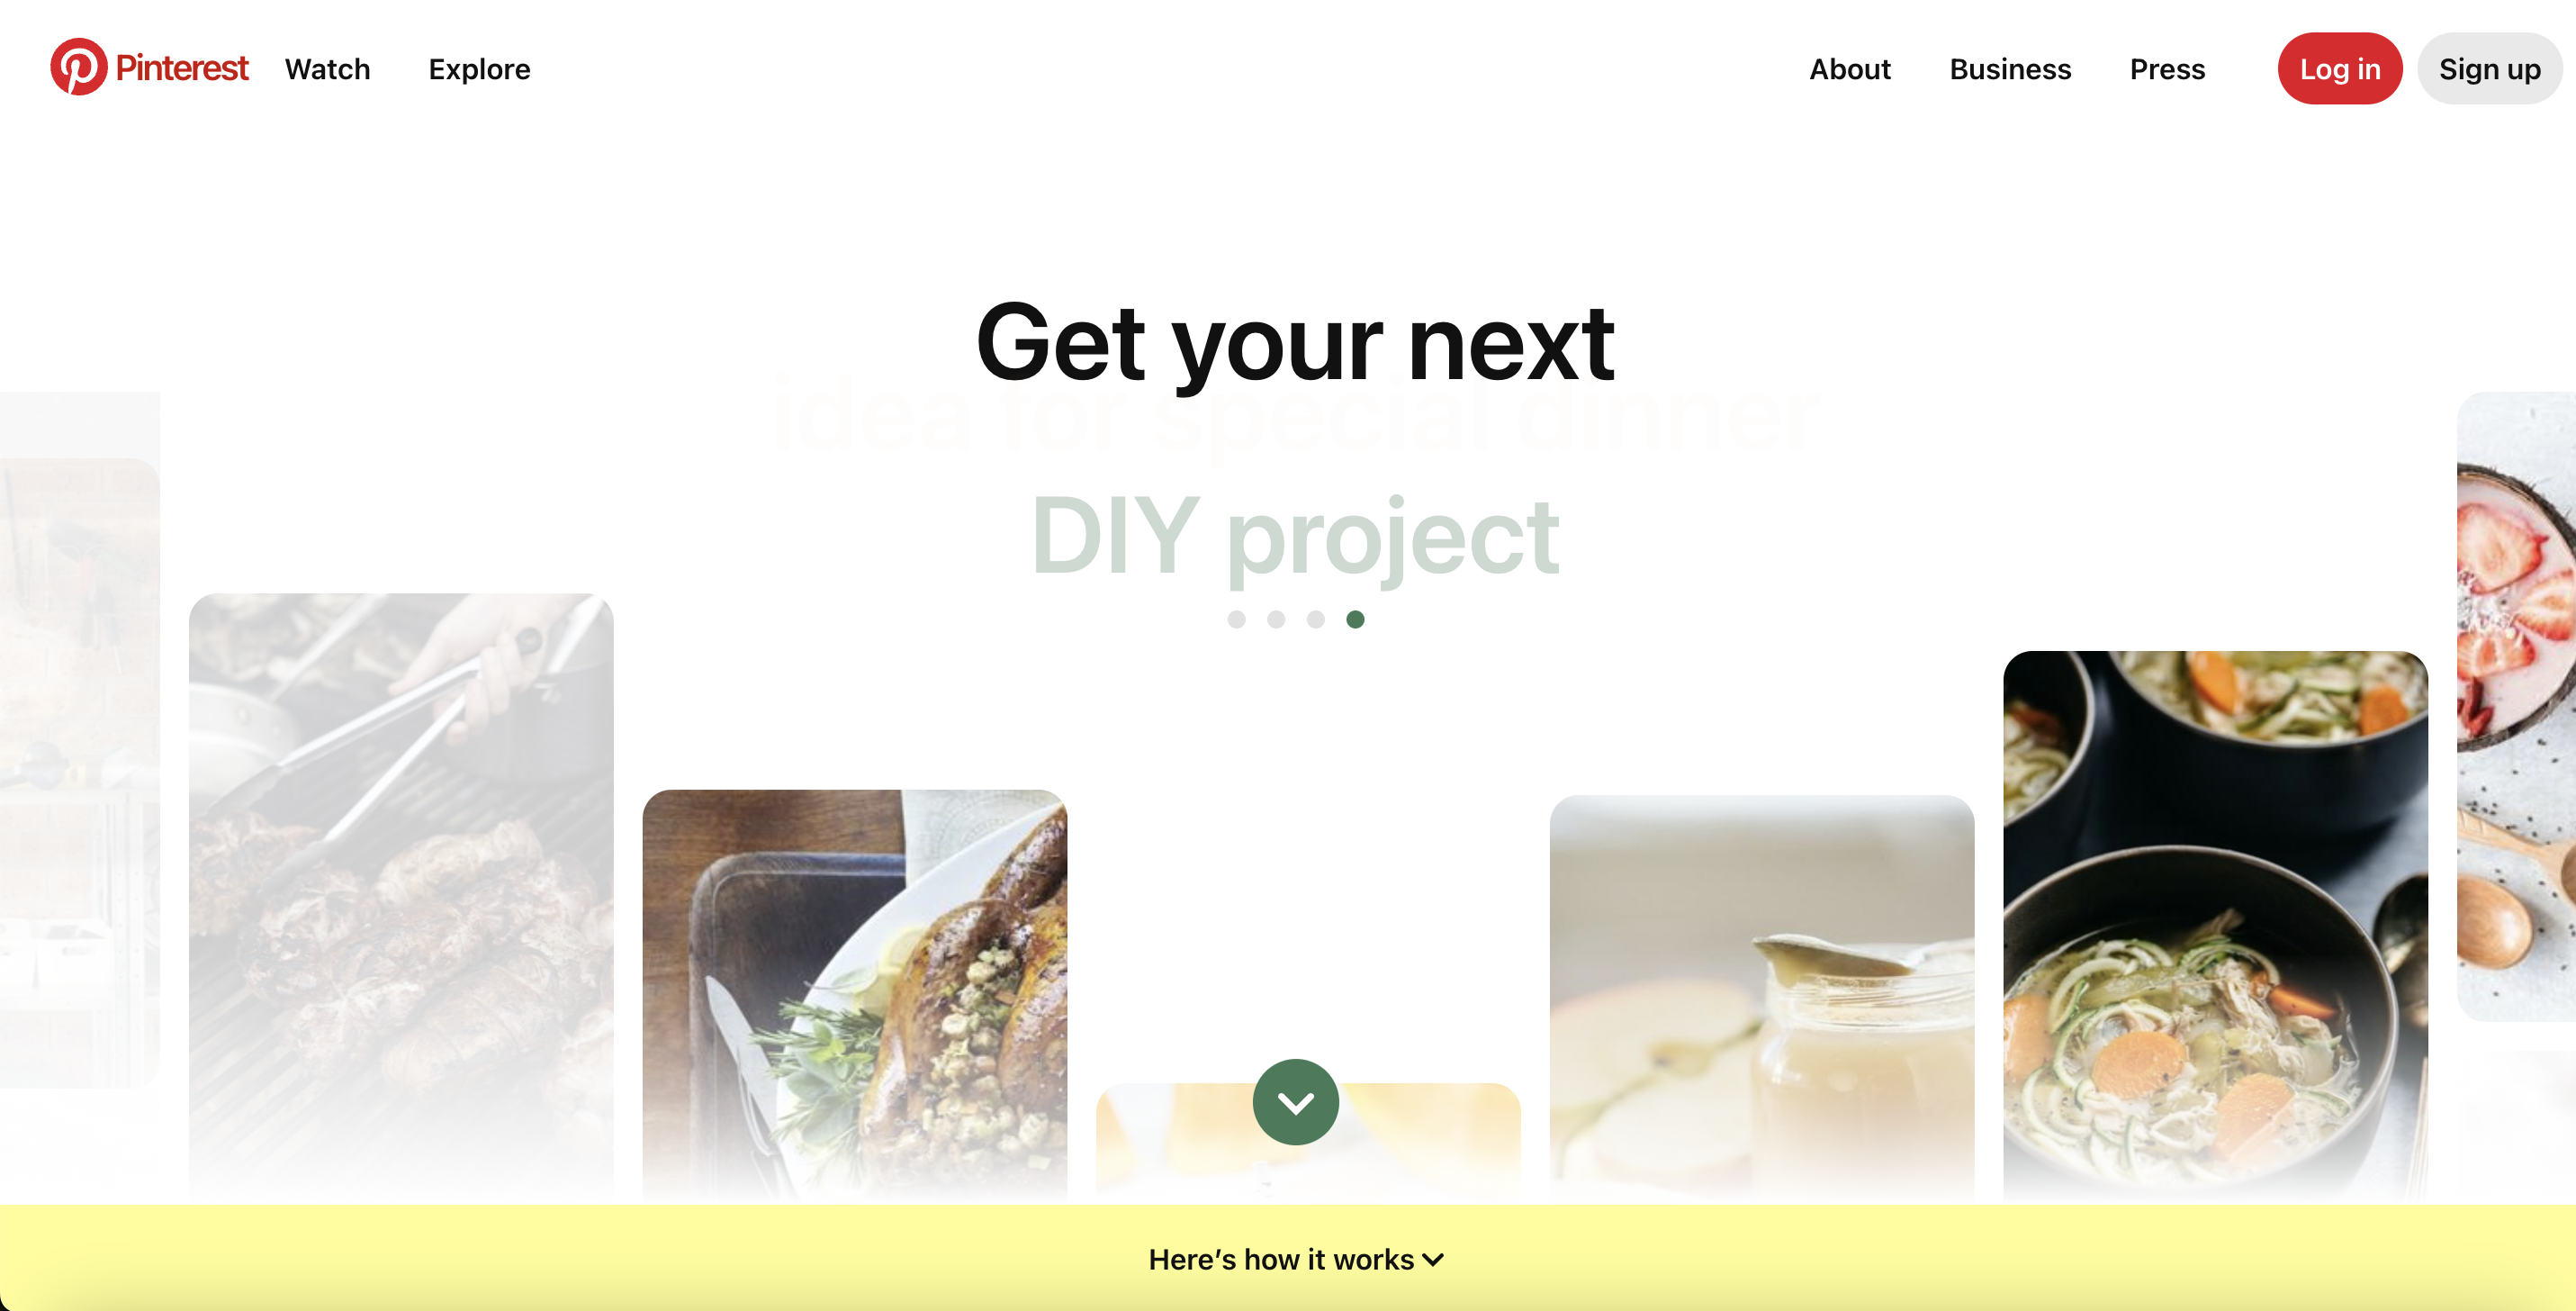 Pinterest Watch Explore About Business Press Log in Sign up
Get your next
idea for special dinner
DIY project
Here's how it works